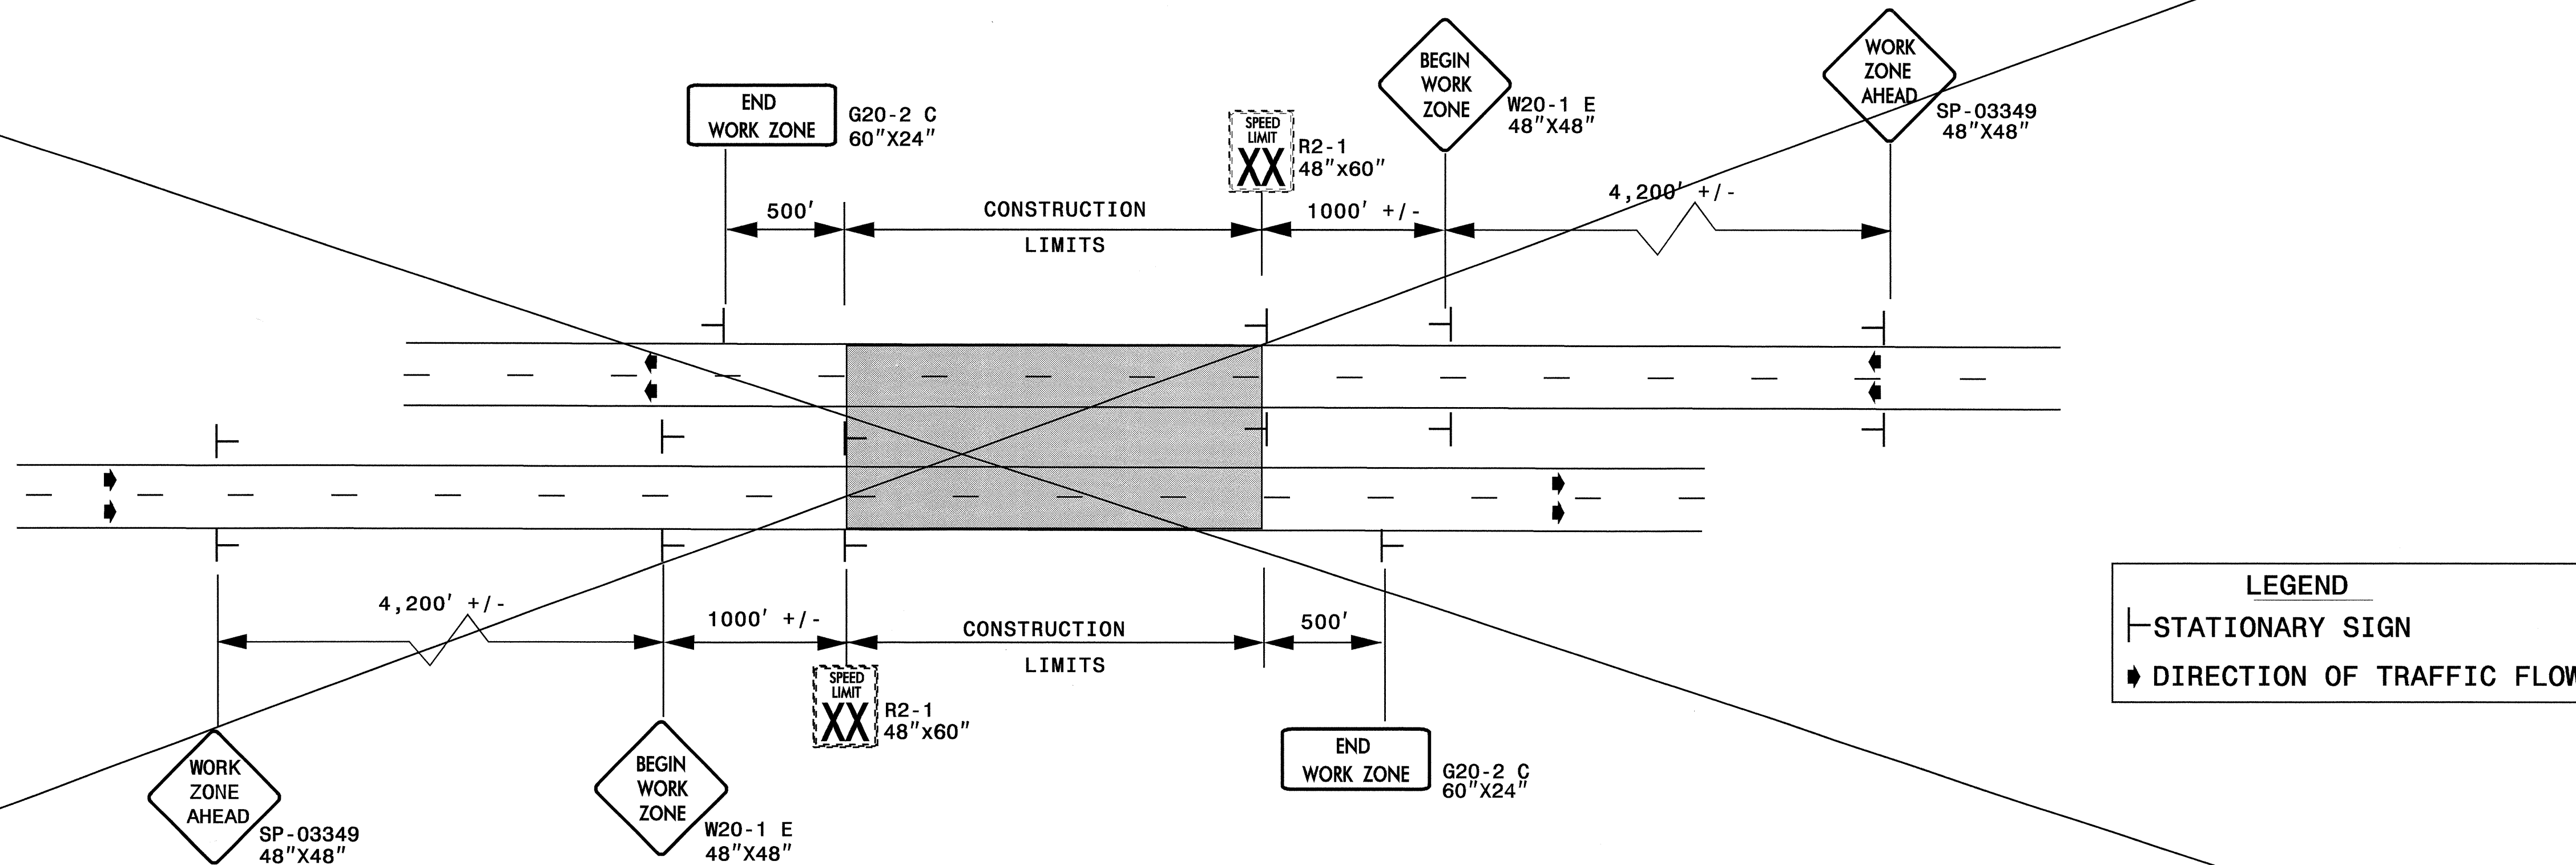 WORK
ZONE
AHEAD
SP-03349
48"X48"
BEGIN
WORK
ZONE
W20-1 E
48"X48"
END
WORK ZONE
G20-2 C
60"X24"
SPEED
LIMIT
XX
R2-1
48"x60"
500'
CONSTRUCTION
LIMITS
1000' +/-
4,200' +/-
4,200' +/-
1000' +/-
CONSTRUCTION
LIMITS
500'
LEGEND
STATIONARY SIGN
DIRECTION OF TRAFFIC FLOW
SPEED
LIMIT
XX
R2-1
48"x60"
END
WORK ZONE
G20-2 C
60"X24"
WORK
ZONE
AHEAD
SP-03349
48"X48"
BEGIN
WORK
ZONE
W20-1 E
48"X48"